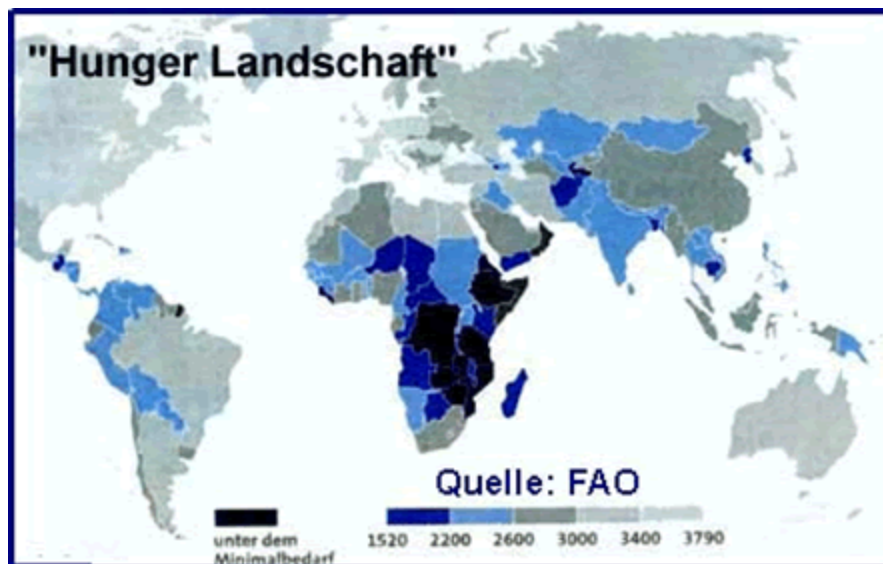 "Hunger Landschaft"
Quelle: FAO
unter dem
Minimalbedarf
1520 2200 2600 3000 3400 3790